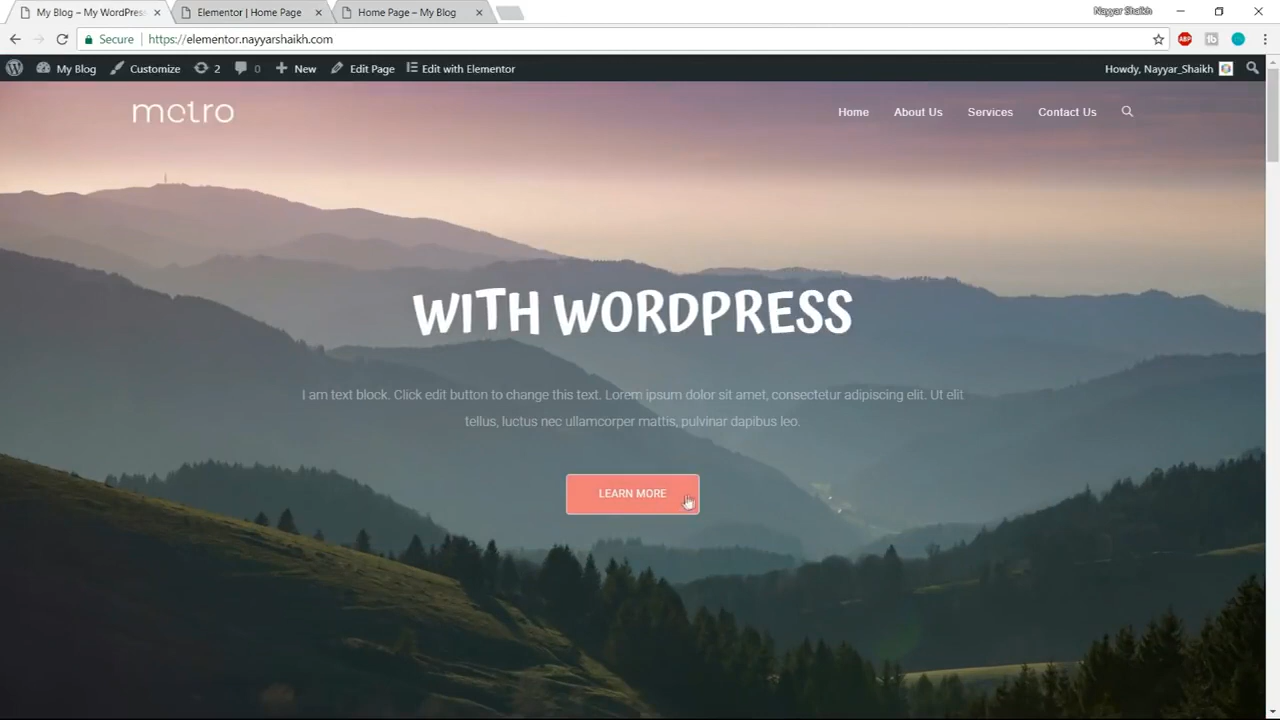 My Blog – My WordPress
Elementor | Home Page
Home Page – My Blog
Nayyar Shaikh
Secure
https://elementor.nayyarshaikh.com
ABP
My Blog
Customize
2
0
New
Edit Page
Edit with Elementor
Howdy, Nayyar_Shaikh
metro
Home
About Us
Services
Contact Us
WITH WORDPRESS
I am text block. Click edit button to change this text. Lorem ipsum dolor sit amet, consectetur adipiscing elit. Ut elit
tellus, luctus nec ullamcorper mattis, pulvinar dapibus leo.
LEARN MORE